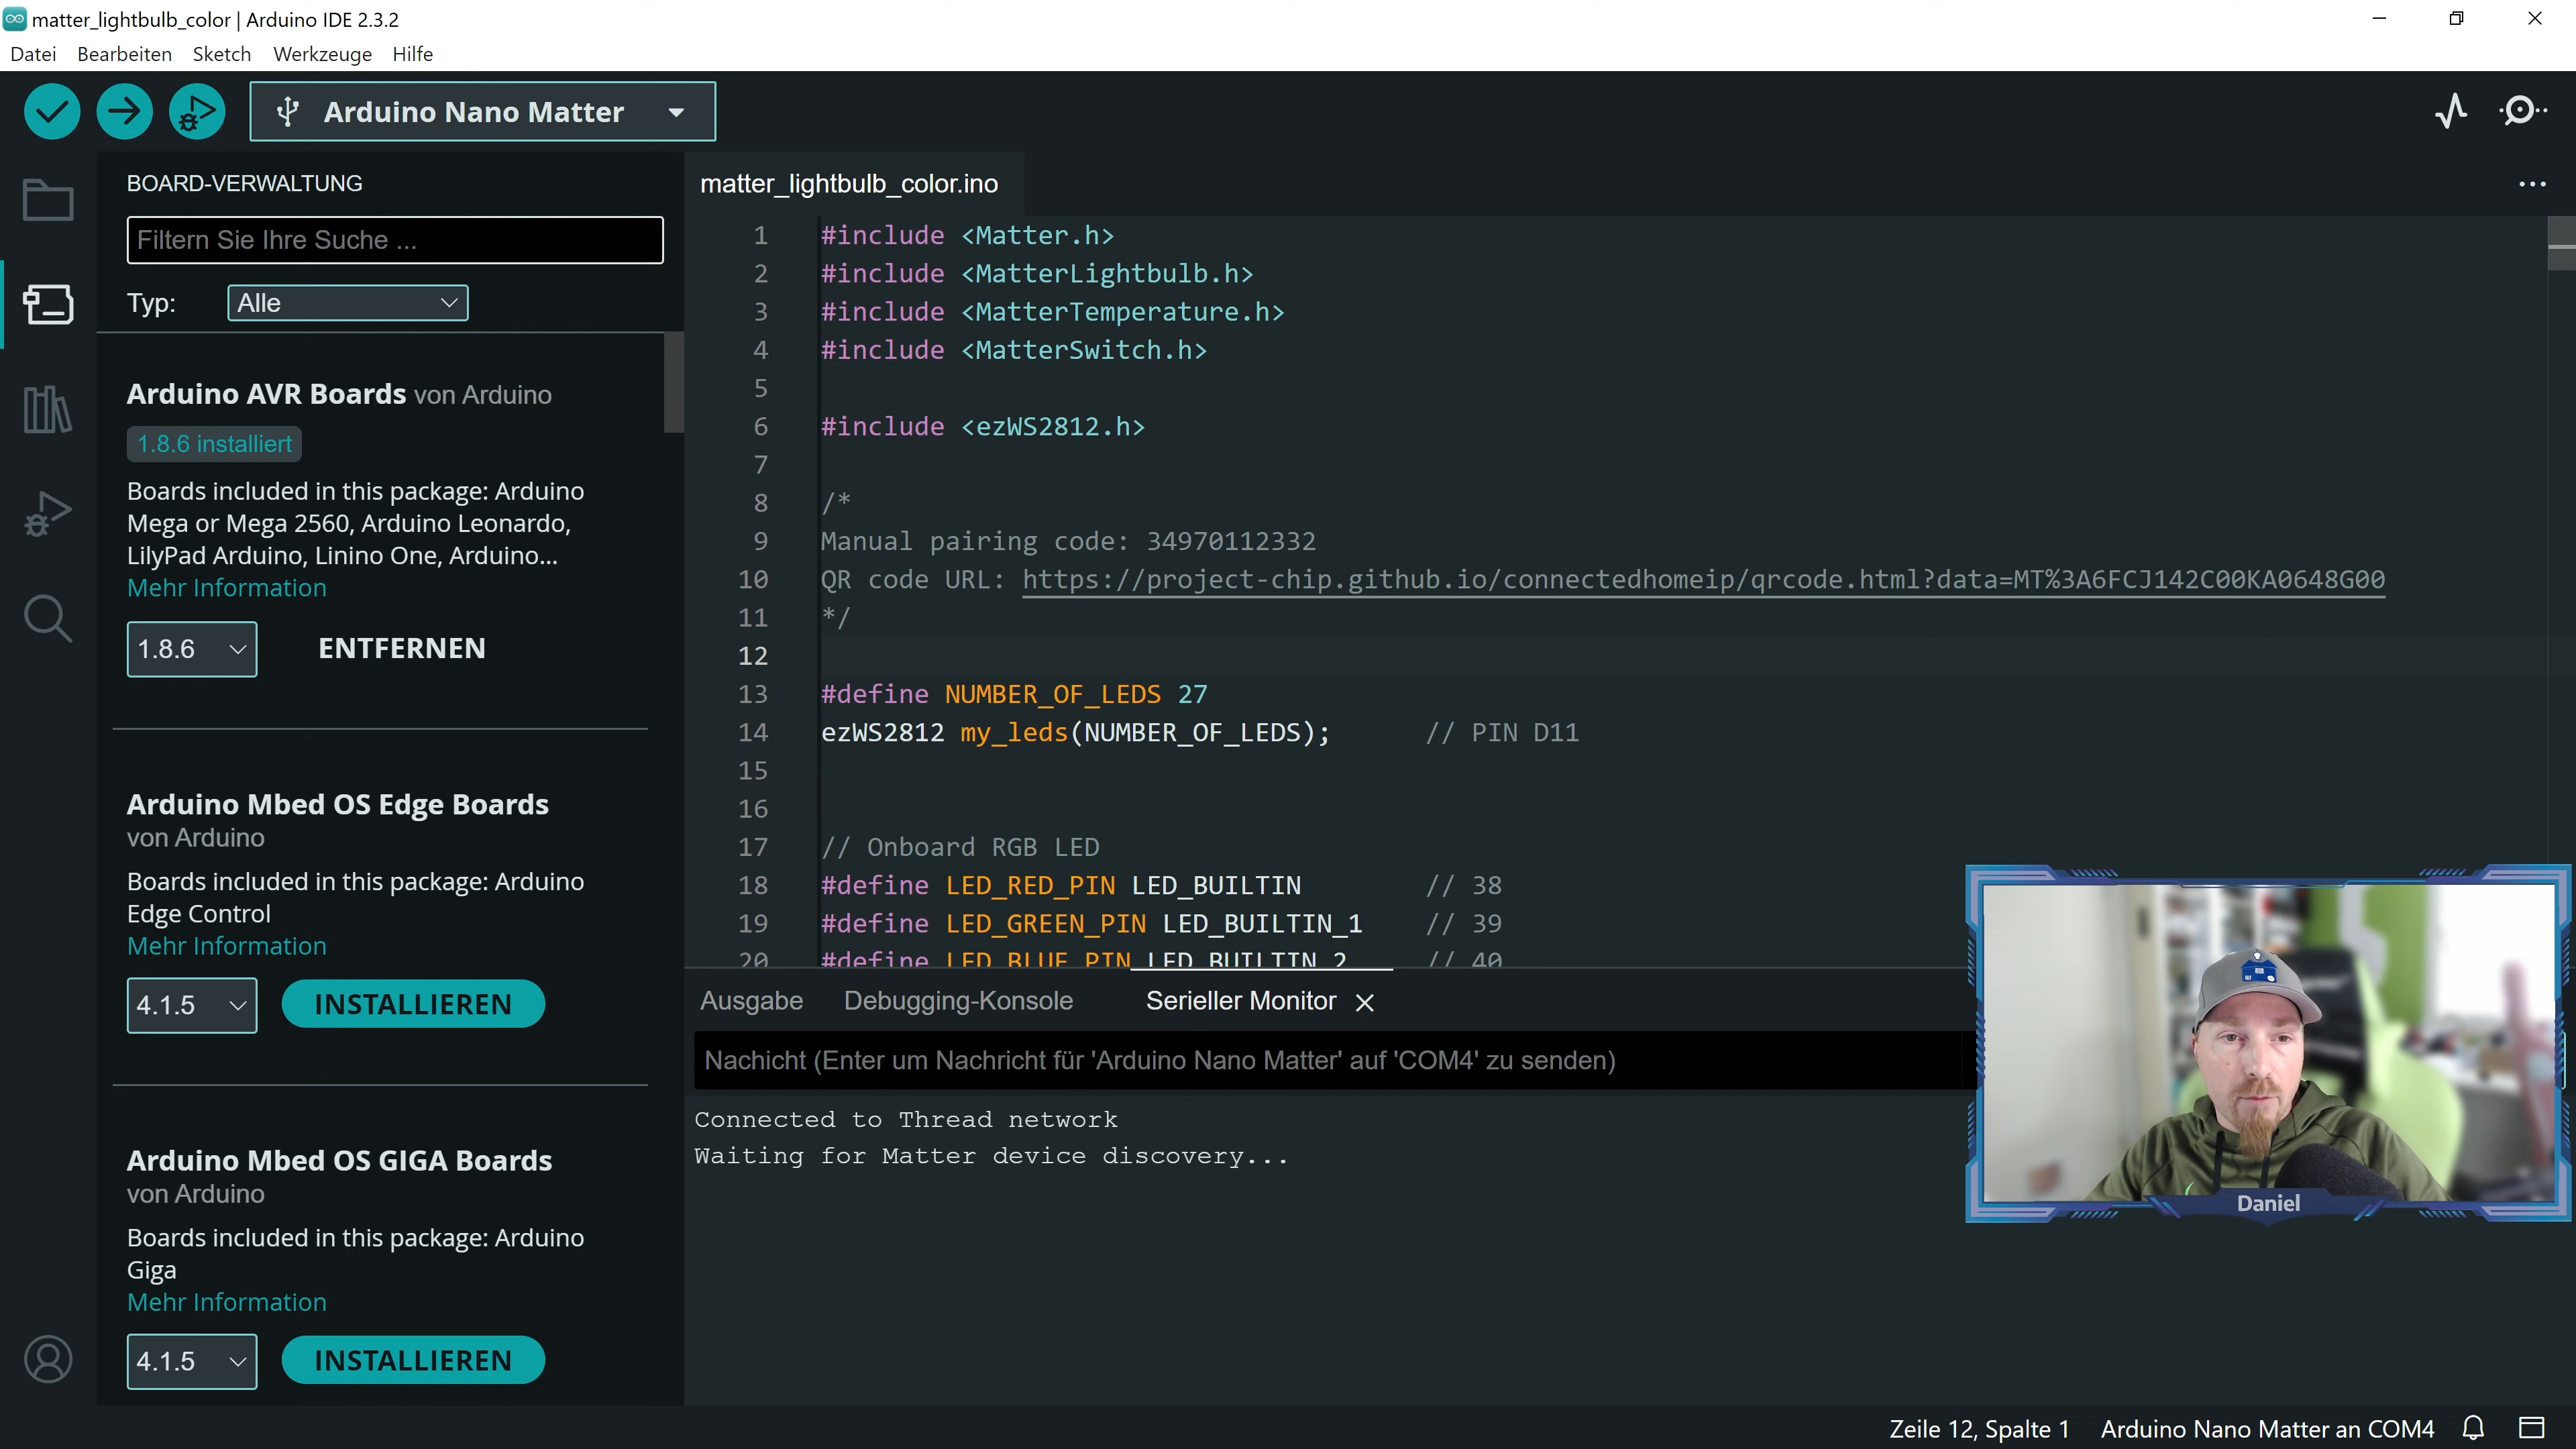 matter_lightbulb_color | Arduino IDE 2.3.2
Datei Bearbeiten Sketch Werkzeuge Hilfe
Arduino Nano Matter
BOARD-VERWALTUNG
Filtern Sie Ihre Suche ...
Typ: Alle
Arduino AVR Boards von Arduino
1.8.6 installiert
Boards included in this package: Arduino
Mega or Mega 2560, Arduino Leonardo,
LilyPad Arduino, Linino One, Arduino...
Mehr Information
1.8.6 ENTFERNEN
Arduino Mbed OS Edge Boards
von Arduino
Boards included in this package: Arduino
Edge Control
Mehr Information
4.1.5 INSTALLIEREN
Arduino Mbed OS GIGA Boards
von Arduino
Boards included in this package: Arduino
Giga
Mehr Information
4.1.5 INSTALLIEREN
matter_lightbulb_color.ino
1 #include <Matter.h>
2 #include <MatterLightbulb.h>
3 #include <MatterTemperature.h>
4 #include <MatterSwitch.h>
5
6 #include <ezWS2812.h>
7
8 /*
9 Manual pairing code: 34970112332
10 QR code URL: https://project-chip.github.io/connectedhomeip/qrcode.html?data=MT%3A6FCJ142C00KA0648G00
11 */
12
13 #define NUMBER_OF_LEDS 27
14 ezWS2812 my_leds(NUMBER_OF_LEDS); // PIN D11
15
16
17 // Onboard RGB LED
18 #define LED_RED_PIN LED_BUILTIN // 38
19 #define LED_GREEN_PIN LED_BUILTIN_1 // 39
20 #define LED_BLUE_PIN LED_BUILTIN_2 // 40
Ausgabe Debugging-Konsole Serieller Monitor
Nachicht (Enter um Nachricht für 'Arduino Nano Matter' auf 'COM4' zu senden)
Connected to Thread network
Waiting for Matter device discovery...
Daniel
Zeile 12, Spalte 1 Arduino Nano Matter an COM4